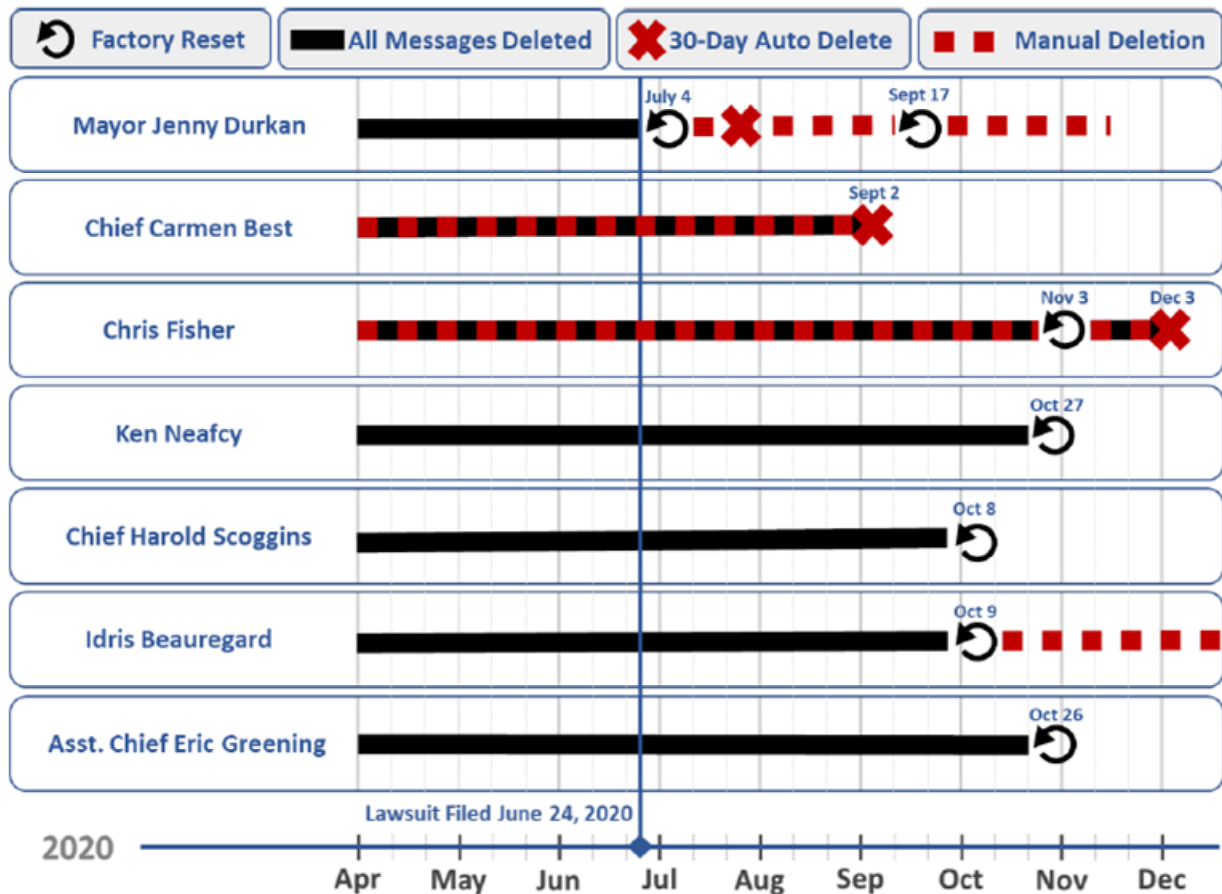 Factory Reset All Messages Deleted 30-Day Auto Delete Manual Deletion
July 4 Sept 17
Mayor Jenny Durkan
Sept 2
Chief Carmen Best
Nov 3 Dec 3
Chris Fisher
Oct 27
Ken Neafcy
Oct 8
Chief Harold Scoggins
Oct 9
Idris Beauregard
Oct 26
Asst. Chief Eric Greening
Lawsuit Filed June 24, 2020
2020
Apr May Jun Jul Aug Sep Oct Nov Dec